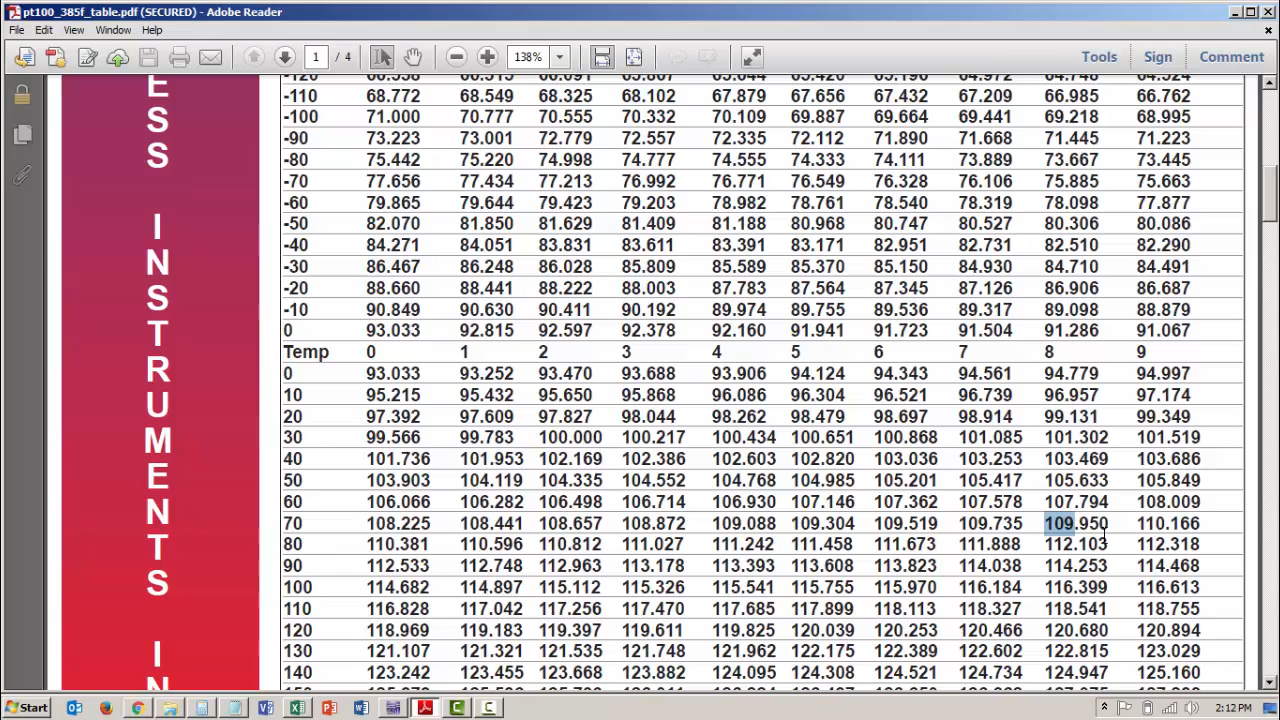 pt100_385f_table.pdf (SECURED) - Adobe Reader
File Edit View Window Help
1 / 4 138% Tools Sign Comment
-110 68.772 68.549 68.325 68.102 67.879 67.656 67.432 67.209 66.985 66.762
-100 71.000 70.777 70.555 70.332 70.109 69.887 69.664 69.441 69.218 68.995
-90 73.223 73.001 72.779 72.557 72.335 72.112 71.890 71.668 71.445 71.223
-80 75.442 75.220 74.998 74.777 74.555 74.333 74.111 73.889 73.667 73.445
-70 77.656 77.434 77.213 76.992 76.771 76.549 76.328 76.106 75.885 75.663
-60 79.865 79.644 79.423 79.203 78.982 78.761 78.540 78.319 78.098 77.877
-50 82.070 81.850 81.629 81.409 81.188 80.968 80.747 80.527 80.306 80.086
-40 84.271 84.051 83.831 83.611 83.391 83.171 82.951 82.731 82.510 82.290
-30 86.467 86.248 86.028 85.809 85.589 85.370 85.150 84.930 84.710 84.491
-20 88.660 88.441 88.222 88.003 87.783 87.564 87.345 87.126 86.906 86.687
-10 90.849 90.630 90.411 90.192 89.974 89.755 89.536 89.317 89.098 88.879
0 93.033 92.815 92.597 92.378 92.160 91.941 91.723 91.504 91.286 91.067
Temp 0 1 2 3 4 5 6 7 8 9
0 93.033 93.252 93.470 93.688 93.906 94.124 94.343 94.561 94.779 94.997
10 95.215 95.432 95.650 95.868 96.086 96.304 96.521 96.739 96.957 97.174
20 97.392 97.609 97.827 98.044 98.262 98.479 98.697 98.914 99.131 99.349
30 99.566 99.783 100.000 100.217 100.434 100.651 100.868 101.085 101.302 101.519
40 101.736 101.953 102.169 102.386 102.603 102.820 103.036 103.253 103.469 103.686
50 103.903 104.119 104.335 104.552 104.768 104.985 105.201 105.417 105.633 105.849
60 106.066 106.282 106.498 106.714 106.930 107.146 107.362 107.578 107.794 108.009
70 108.225 108.441 108.657 108.872 109.088 109.304 109.519 109.735 109.950 110.166
80 110.381 110.596 110.812 111.027 111.242 111.458 111.673 111.888 112.103 112.318
90 112.533 112.748 112.963 113.178 113.393 113.608 113.823 114.038 114.253 114.468
100 114.682 114.897 115.112 115.326 115.541 115.755 115.970 116.184 116.399 116.613
110 116.828 117.042 117.256 117.470 117.685 117.899 118.113 118.327 118.541 118.755
120 118.969 119.183 119.397 119.611 119.825 120.039 120.253 120.466 120.680 120.894
130 121.107 121.321 121.535 121.748 121.962 122.175 122.389 122.602 122.815 123.029
140 123.242 123.455 123.668 123.882 124.095 124.308 124.521 124.734 124.947 125.160
ESS INSTRUMENTS IN
Start 2:12 PM